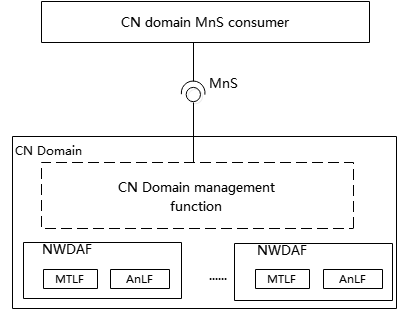 CN domain MnS consumer
MnS
CN Domain
CN Domain management
function
NWDAF
MTLF
AnLF
......
NWDAF
MTLF
AnLF